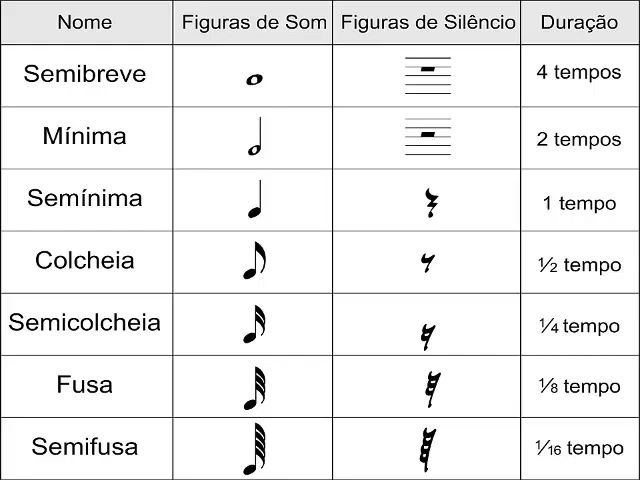 Nome Figuras de Som Figuras de Silêncio Duração
Semibreve 4 tempos
Mínima 2 tempos
Semínima 1 tempo
Colcheia 1⁄2 tempo
Semicolcheia 1⁄4 tempo
Fusa 1⁄8 tempo
Semifusa 1⁄16 tempo